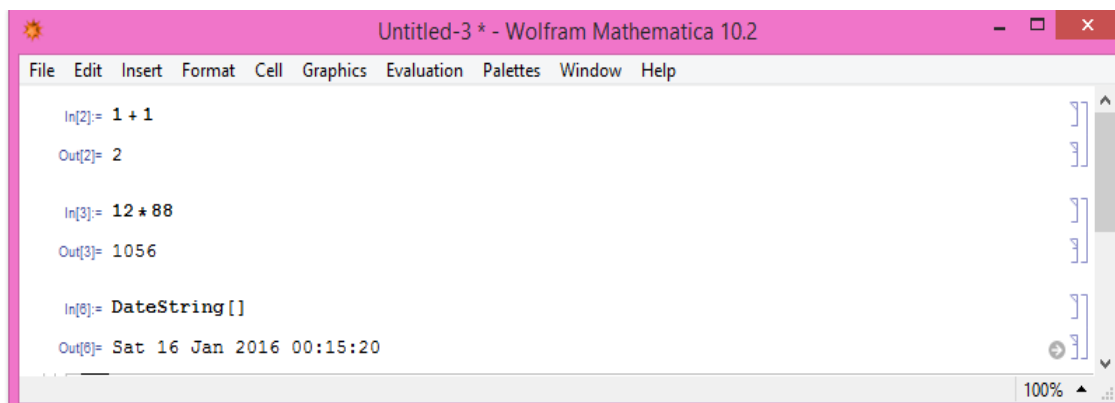 Untitled-3 * - Wolfram Mathematica 10.2
File Edit Insert Format Cell Graphics Evaluation Palettes Window Help
In[2]:= 1 + 1
Out[2]= 2
In[3]:= 12 * 88
Out[3]= 1056
In[6]:= DateString[]
Out[6]= Sat 16 Jan 2016 00:15:20
100%